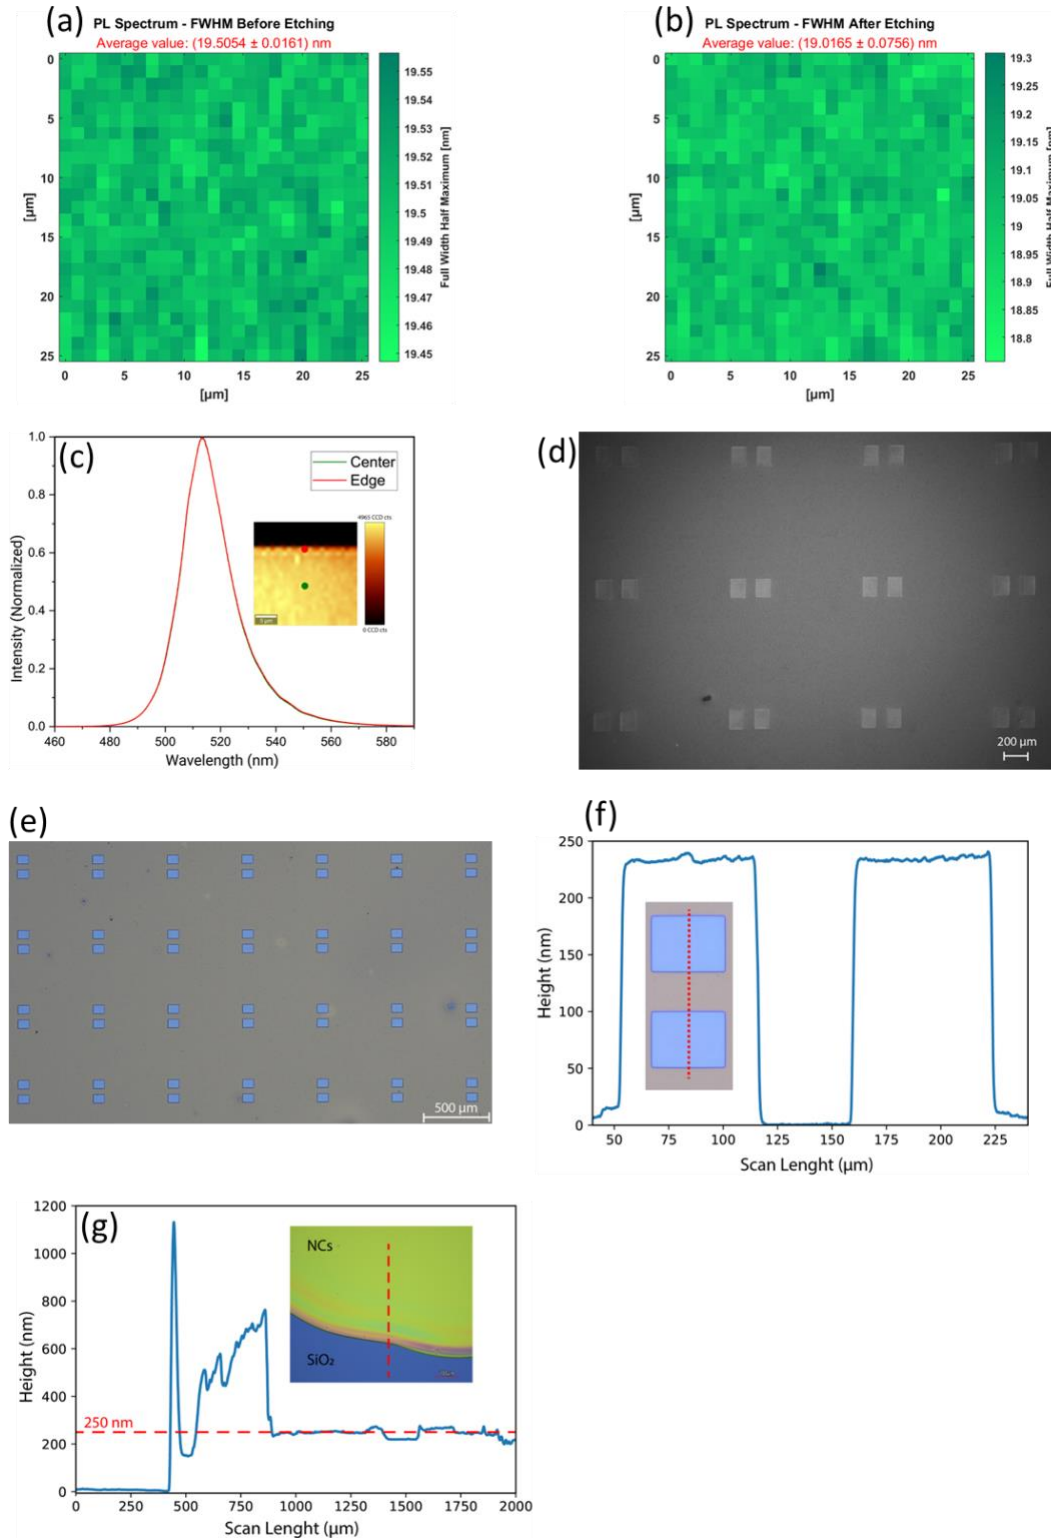 (a)
PL Spectrum - FWHM Before Etching
Average value: (19.5054 ± 0.0161) nm
0
5
10
15
20
25
[µm]
0 5 10 15 20 25
[µm]
19.55
19.54
19.53
19.52
19.51
19.5
19.49
19.48
19.47
19.46
19.45
Full Width Half Maximum [nm]
(b)
PL Spectrum - FWHM After Etching
Average value: (19.0165 ± 0.0756) nm
0
5
10
15
20
25
[µm]
0 5 10 15 20 25
[µm]
19.3
19.25
19.2
19.15
19.1
19.05
19
18.95
18.9
18.85
18.8
Full Width Half Maximum [nm]
(c)
1.0
0.8
0.6
0.4
0.2
0.0
Intensity (Normalized)
Center
Edge
0 CCD cts
460 480 500 520 540 560 580
Wavelength (nm)
(d)
200 µm
(e)
500 µm
(f)
250
200
150
100
50
0
Height (nm)
50 75 100 125 150 175 200 225
Scan Lenght (µm)
(g)
1200
1000
800
600
400
200
0
Height (nm)
250 nm
NCs
SiO₂
0 250 500 750 1000 1250 1500 1750 2000
Scan Lenght (µm)